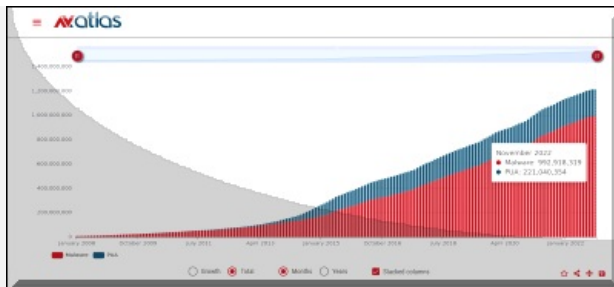 AVatlas
1,400,000,000
1,200,000,000
1,000,000,000
800,000,000
600,000,000
400,000,000
200,000,000
0
November 2022
Malware: 992,918,319
PUA: 221,040,354
January 2008 October 2009 July 2011 April 2013 January 2015 October 2016 July 2018 April 2020 January 2022
Malware PUA
Growth Total Months Years Stacked columns